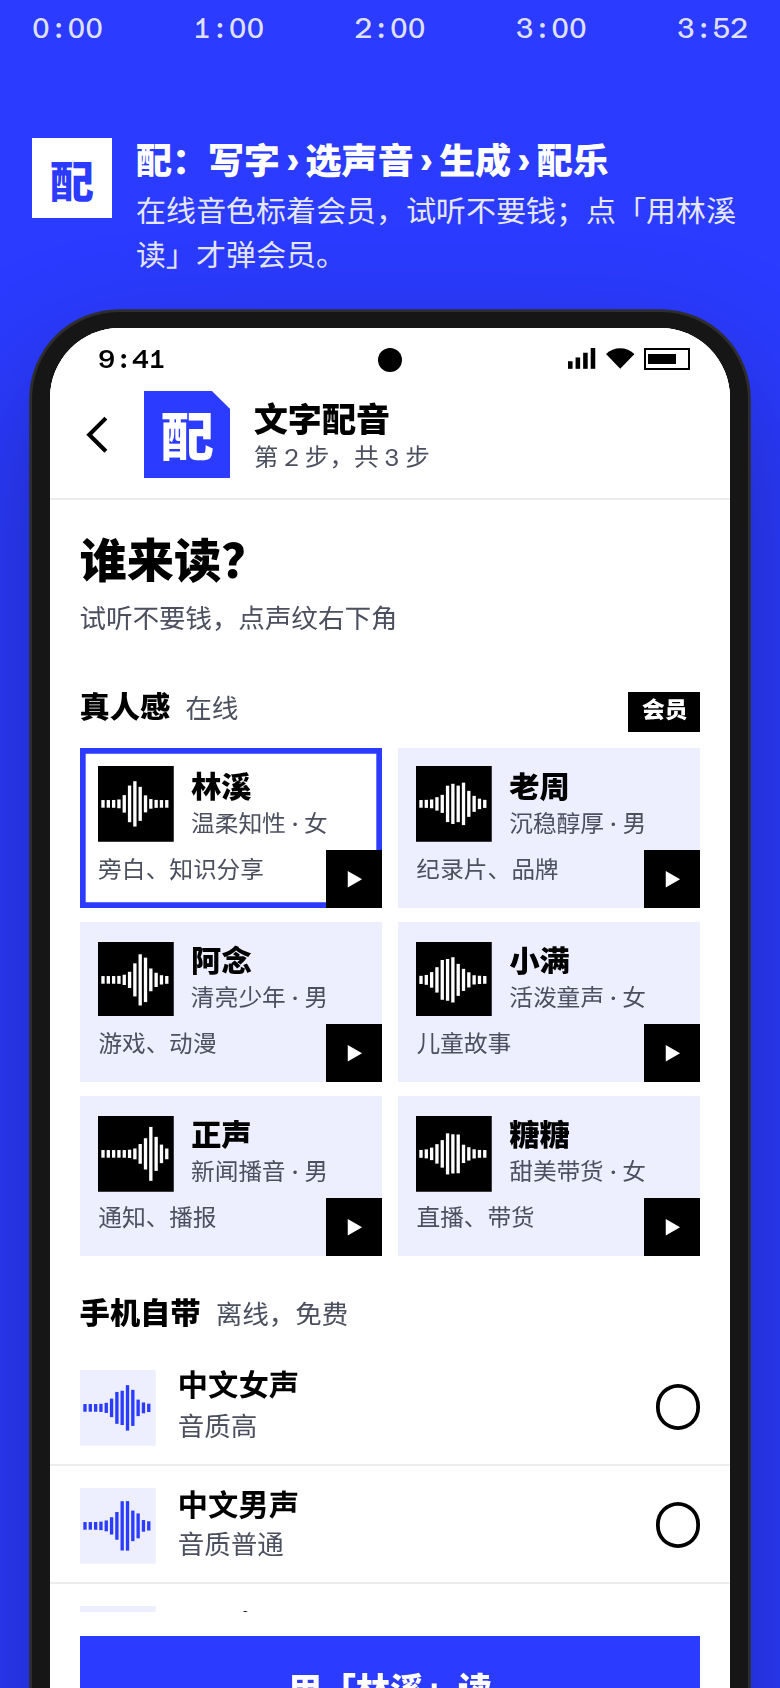 0:00 1:00 2:00 3:00 3:52
配
配：写字 › 选声音 › 生成 › 配乐
在线音色标着会员，试听不要钱；点「用林溪
读」才弹会员。
9:41
配
文字配音
第 2 步，共 3 步
谁来读？
试听不要钱，点声纹右下角
真人感 在线
会员
林溪
温柔知性 · 女
旁白、知识分享
老周
沉稳醇厚 · 男
纪录片、品牌
阿念
清亮少年 · 男
游戏、动漫
小满
活泼童声 · 女
儿童故事
正声
新闻播音 · 男
通知、播报
糖糖
甜美带货 · 女
直播、带货
手机自带 离线，免费
中文女声
音质高
中文男声
音质普通
用「林溪」读